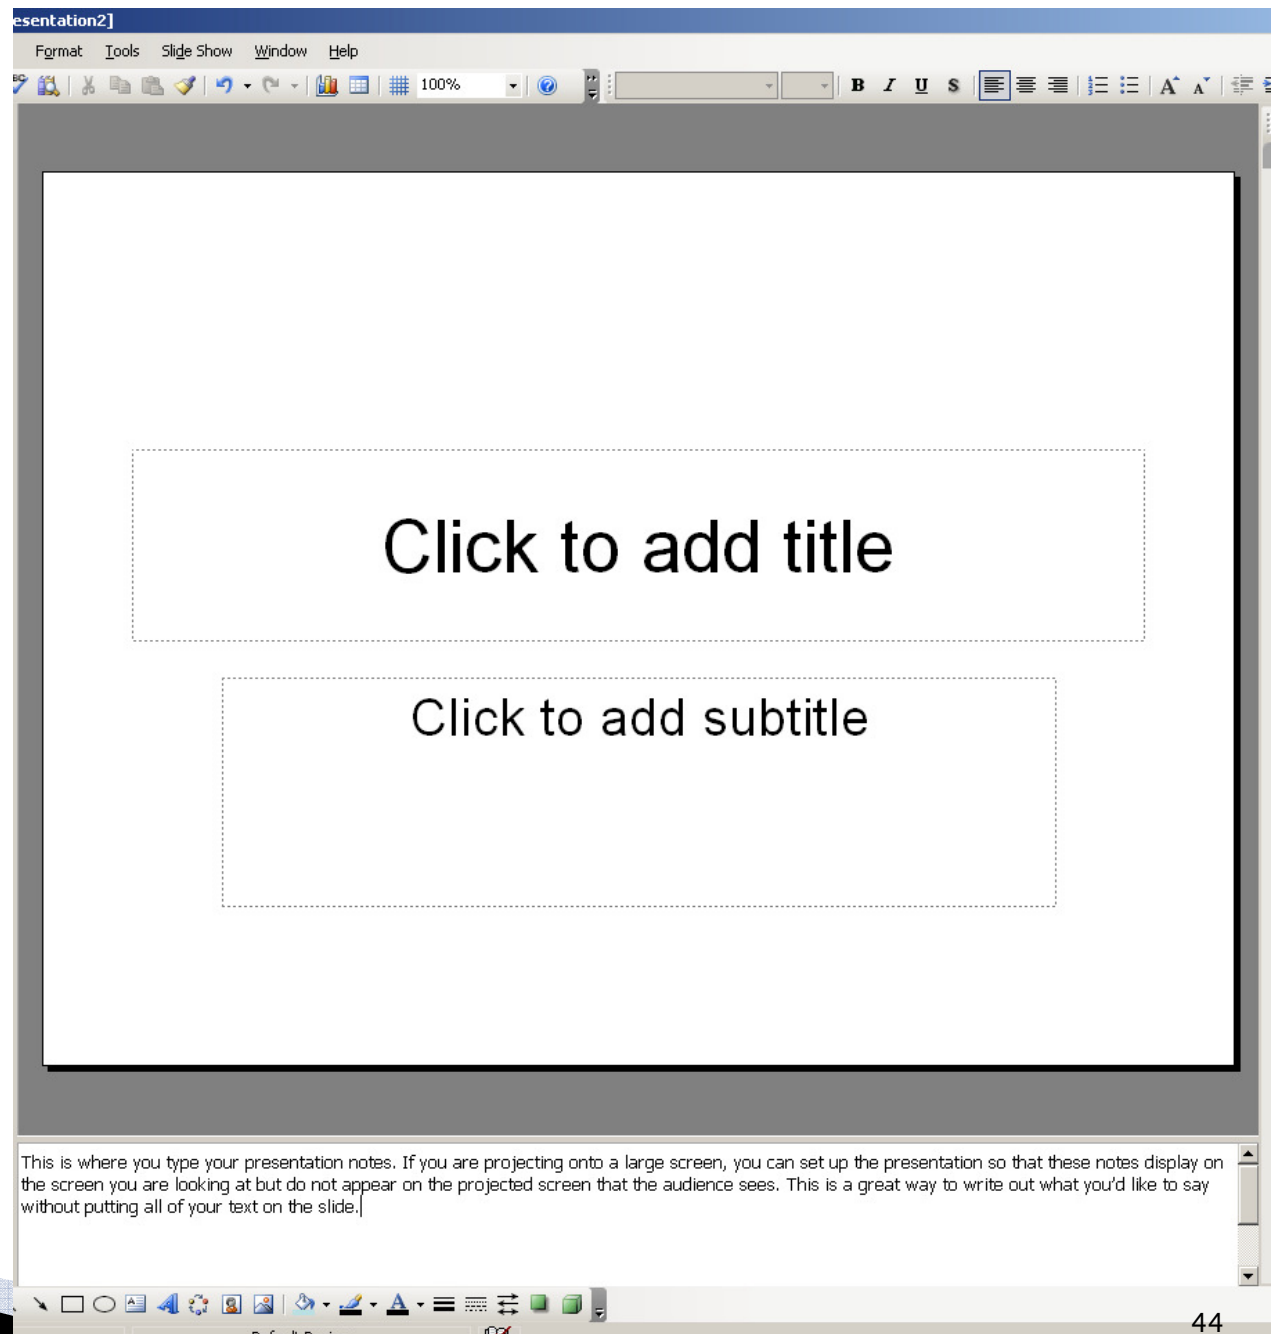 esentation2]
Format Tools Slide Show Window Help
100%
B I U S A A
Click to add title
Click to add subtitle
This is where you type your presentation notes. If you are projecting onto a large screen, you can set up the presentation so that these notes display on
the screen you are looking at but do not appear on the projected screen that the audience sees. This is a great way to write out what you'd like to say
without putting all of your text on the slide.
A A
44